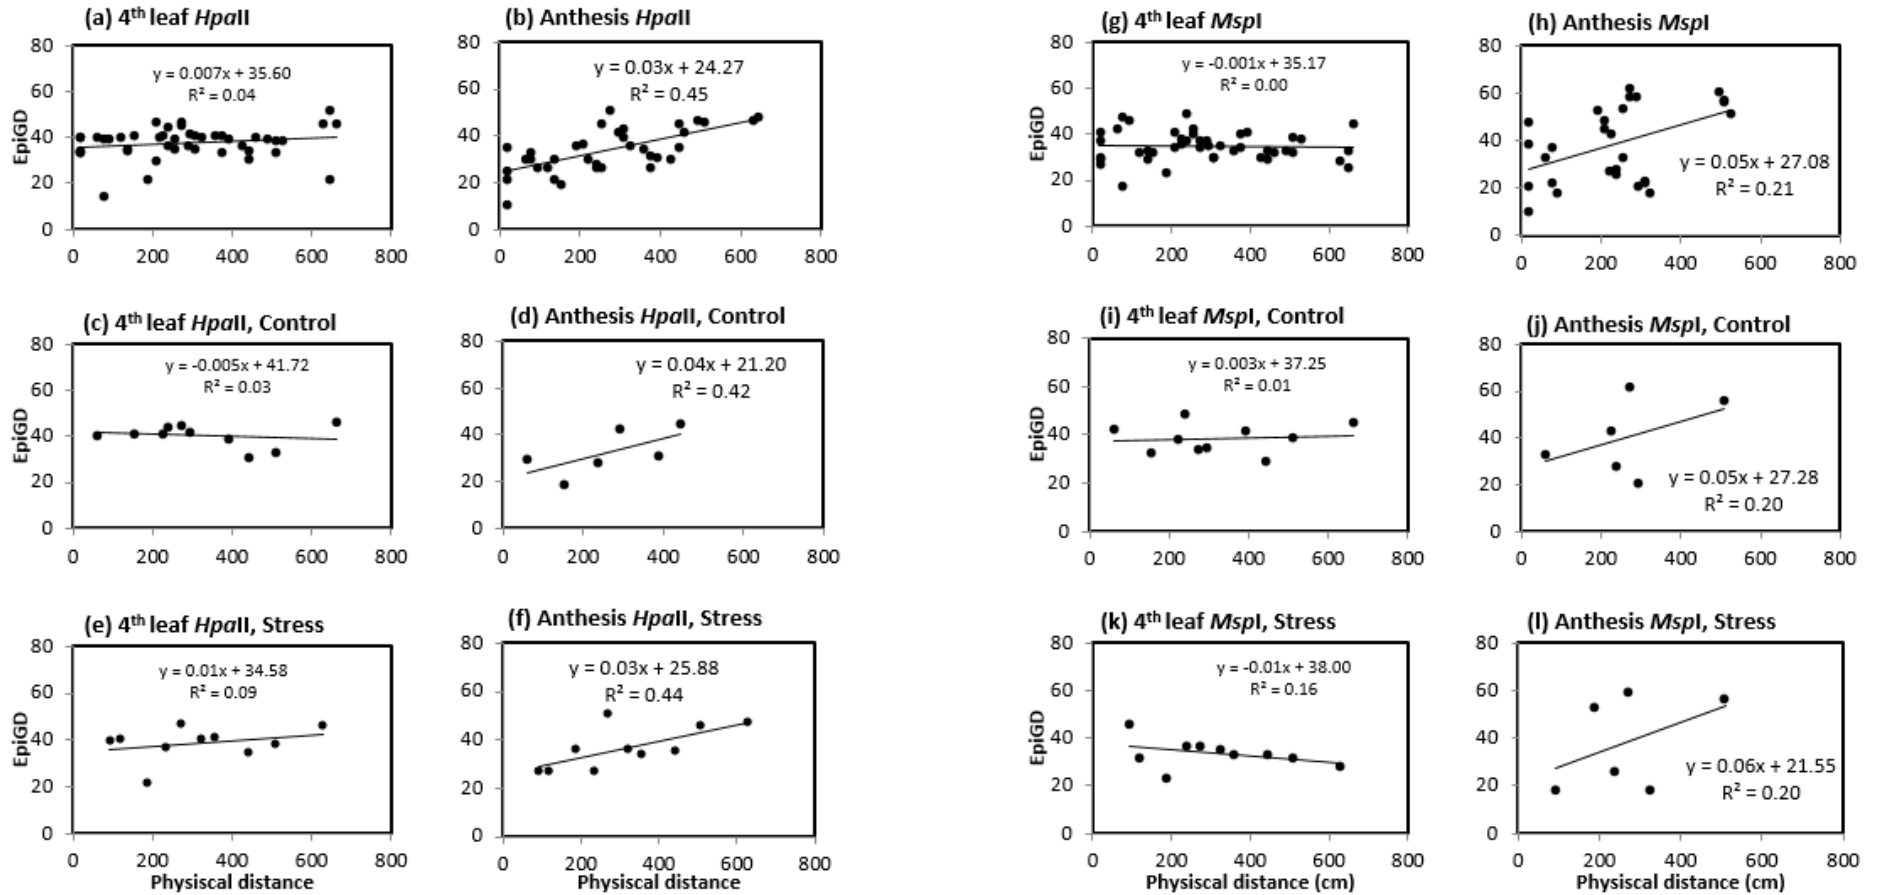 (a) 4th leaf HpaII
(b) Anthesis HpaII
(g) 4th leaf MspI
(h) Anthesis MspI
80
60
40
20
0
EpiGD
y = 0.007x + 35.60
R² = 0.04
0 200 400 600 800
80
60
40
20
0
y = 0.03x + 24.27
R² = 0.45
0 200 400 600 800
80
60
40
20
0
EpiGD
y = -0.001x + 35.17
R² = 0.00
0 200 400 600 800
80
60
40
20
0
y = 0.05x + 27.08
R² = 0.21
0 200 400 600 800
(c) 4th leaf HpaII, Control
(d) Anthesis HpaII, Control
(i) 4th leaf MspI, Control
(j) Anthesis MspI, Control
80
60
40
20
0
EpiGD
y = -0.005x + 41.72
R² = 0.03
0 200 400 600 800
80
60
40
20
0
y = 0.04x + 21.20
R² = 0.42
0 200 400 600 800
80
60
40
20
0
EpiGD
y = 0.003x + 37.25
R² = 0.01
0 200 400 600 800
80
60
40
20
0
y = 0.05x + 27.28
R² = 0.20
0 200 400 600 800
(e) 4th leaf HpaII, Stress
(f) Anthesis HpaII, Stress
(k) 4th leaf MspI, Stress
(l) Anthesis MspI, Stress
80
60
40
20
0
EpiGD
y = 0.01x + 34.58
R² = 0.09
0 200 400 600 800
Physiscal distance
80
60
40
20
0
y = 0.03x + 25.88
R² = 0.44
0 200 400 600 800
Physiscal distance
80
60
40
20
0
EpiGD
y = -0.01x + 38.00
R² = 0.16
0 200 400 600 800
Physiscal distance (cm)
80
60
40
20
0
y = 0.06x + 21.55
R² = 0.20
0 200 400 600 800
Physiscal distance (cm)